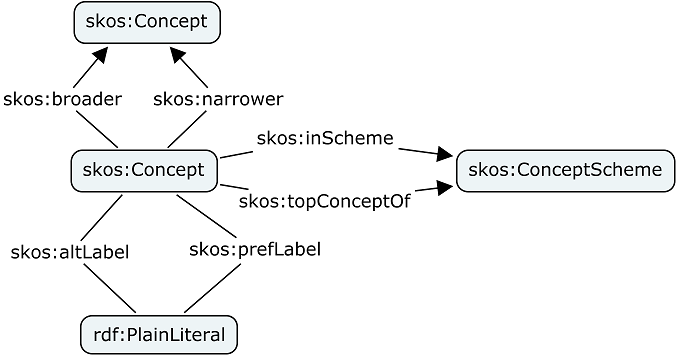 skos:Concept
skos:broader
skos:narrower
skos:inScheme
skos:Concept
skos:ConceptScheme
skos:topConceptOf
skos:altLabel
skos:prefLabel
rdf:PlainLiteral